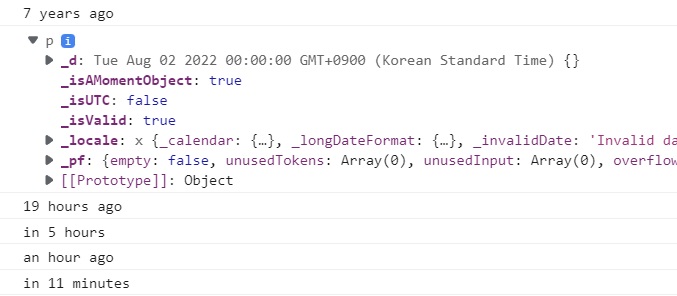 7 years ago
▼ p i
▶ _d: Tue Aug 02 2022 00:00:00 GMT+0900 (Korean Standard Time) {}
_isAMomentObject: true
_isUTC: false
_isValid: true
▶ _locale: x {_calendar: {…}, _longDateFormat: {…}, _invalidDate: 'Invalid da
▶ _pf: {empty: false, unusedTokens: Array(0), unusedInput: Array(0), overflow
▶ [[Prototype]]: Object
19 hours ago
in 5 hours
an hour ago
in 11 minutes